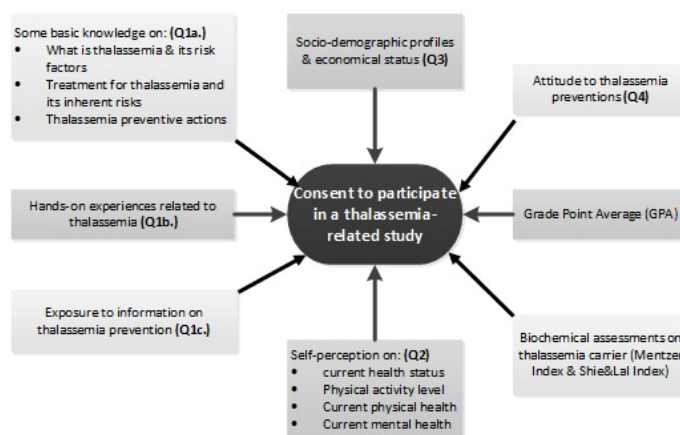 Some basic knowledge on: (Q1a.)
• What is thalassemia & its risk
factors
• Treatment for thalassemia and
its inherent risks
• Thalassemia preventive actions
Socio-demographic profiles
& economical status (Q3)
Attitude to thalassemia
preventions (Q4)
Hands-on experiences related to
thalassemia (Q1b.)
Consent to participate
in a thalassemia-
related study
Grade Point Average (GPA)
Exposure to information on
thalassemia prevention (Q1c.)
Self-perception on: (Q2)
• current health status
• Physical activity level
• Current physical health
• Current mental health
Biochemical assessments on
thalassemia carrier (Mentzer
Index & Shie&Lal Index)